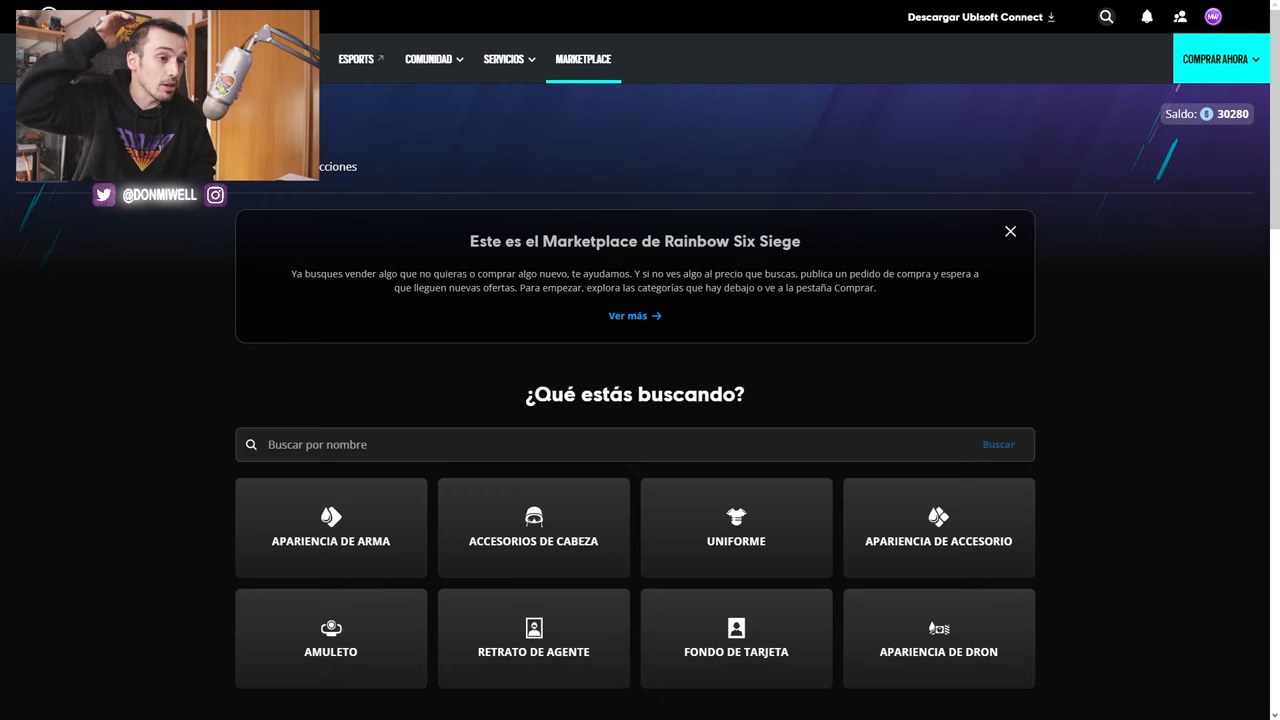 Descargar Ubisoft Connect
MW
ESPORTS
COMUNIDAD
SERVICIOS
MARKETPLACE
COMPRAR AHORA
Saldo: 30280
cciones
@DONMIWELL
Este es el Marketplace de Rainbow Six Siege
Ya busques vender algo que no quieras o comprar algo nuevo, te ayudamos. Y si no ves algo al precio que buscas, publica un pedido de compra y espera a
que lleguen nuevas ofertas. Para empezar, explora las categorías que hay debajo o ve a la pestaña Comprar.
Ver más
¿Qué estás buscando?
Buscar por nombre
Buscar
APARIENCIA DE ARMA
ACCESORIOS DE CABEZA
UNIFORME
APARIENCIA DE ACCESORIO
AMULETO
RETRATO DE AGENTE
FONDO DE TARJETA
APARIENCIA DE DRON